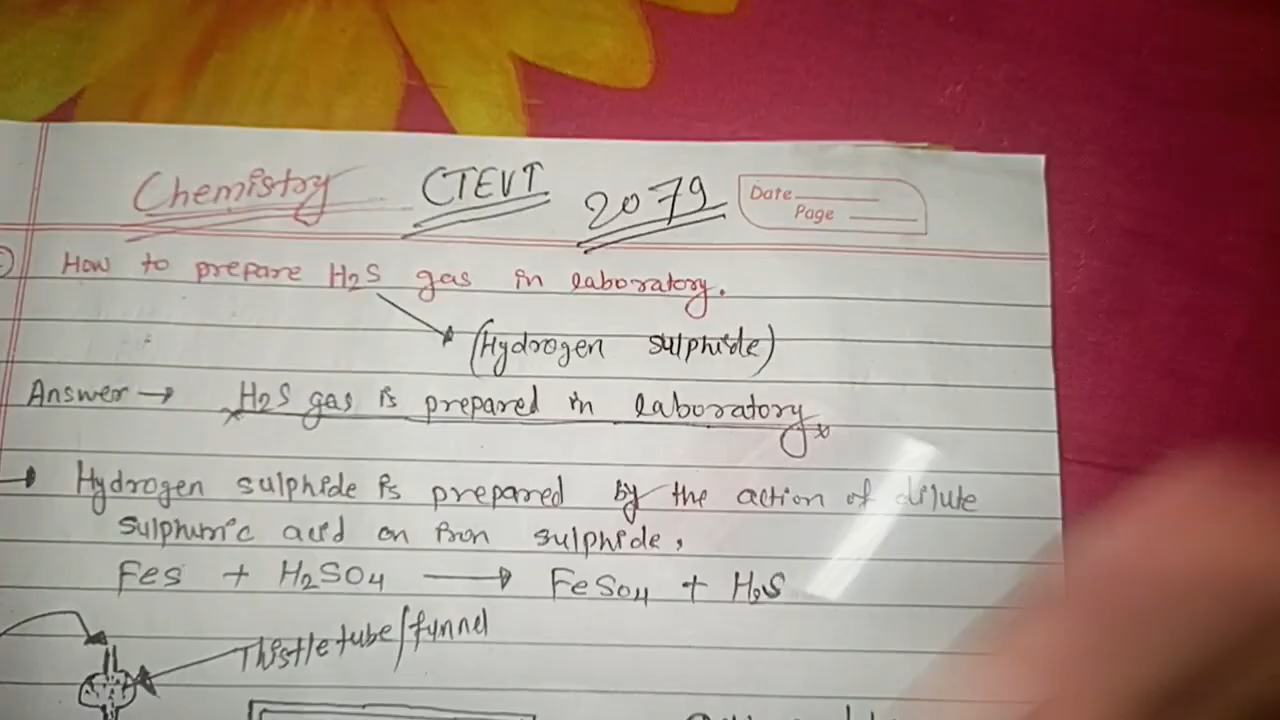 Chemistry CTEVT 2079
Date
Page
How to prepare H2S gas in laboratory.
(Hydrogen sulphide)
Answer → H2S gas is prepared in laboratory
→ Hydrogen sulphide is prepared by the action of dilute
sulphuric acid on iron sulphide,
Fes + H2SO4 → FeSO4 + H2S
Thistle tube/funnel